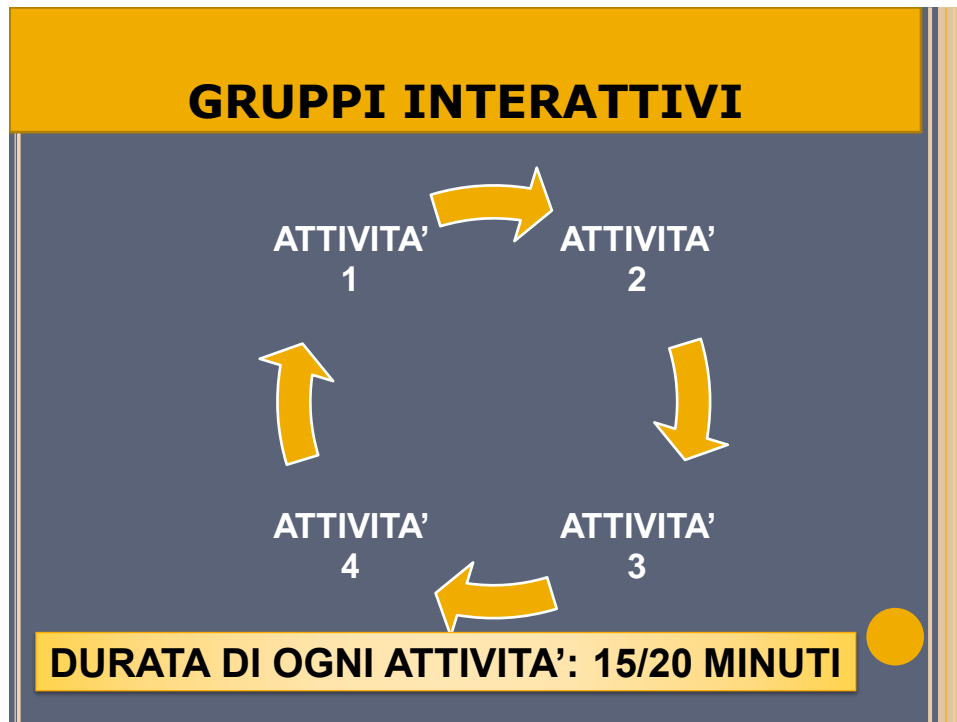 GRUPPI INTERATTIVI
ATTIVITA’
1
ATTIVITA’
2
ATTIVITA’
4
ATTIVITA’
3
DURATA DI OGNI ATTIVITA’: 15/20 MINUTI